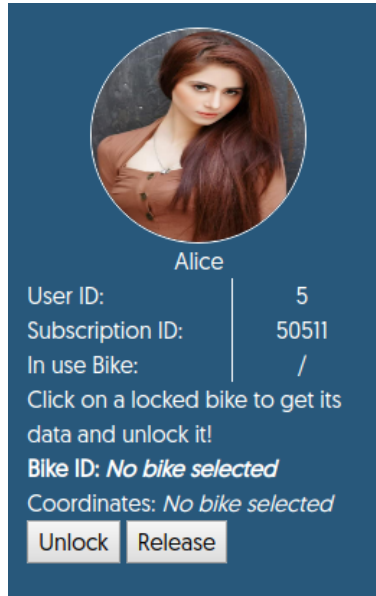 Alice
User ID: 5
Subscription ID: 50511
In use Bike: /
Click on a locked bike to get its
data and unlock it!
Bike ID: No bike selected
Coordinates: No bike selected
Unlock Release